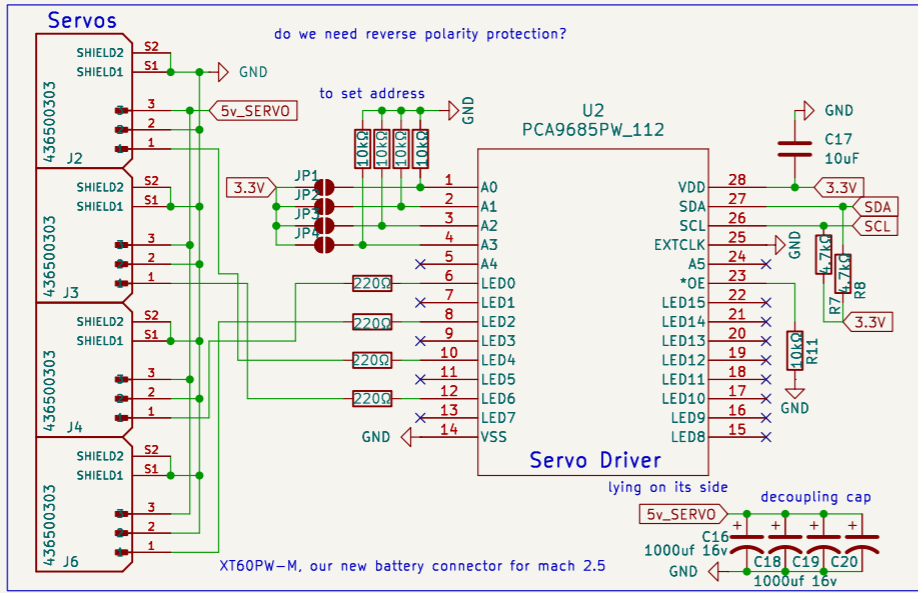 Servos
do we need reverse polarity protection?
SHIELD2 S2
SHIELD1 S1
GND
436500303
3
2
1
5v_SERVO
J2
to set address
GND
10kΩ 10kΩ 10kΩ 10kΩ
U2
PCA9685PW_112
GND
C17
10uF
3.3V
JP1
JP2
JP3
JP4
1 A0
2 A1
3 A2
4 A3
5 A4
6 LED0
7 LED1
8 LED2
9 LED3
10 LED4
11 LED5
12 LED6
13 LED7
14 VSS
GND
VDD 28
SDA 27
SCL 26
EXTCLK 25
A5 24
*OE 23
LED15 22
LED14 21
LED13 20
LED12 19
LED11 18
LED10 17
LED9 16
LED8 15
3.3V
SDA
SCL
GND
4.7kΩ
R7
4.7kΩ
R8
3.3V
10kΩ
R11
GND
SHIELD2 S2
SHIELD1 S1
436500303
3
2
1
J3
220Ω
220Ω
220Ω
220Ω
SHIELD2 S2
SHIELD1 S1
436500303
3
2
1
J4
SHIELD2 S2
SHIELD1 S1
436500303
3
2
1
J6
Servo Driver
lying on its side
decoupling cap
5v_SERVO
+ + + +
C16
1000uf 16v
C18 C19 C20
1000uf 16v
GND
XT60PW-M, our new battery connector for mach 2.5